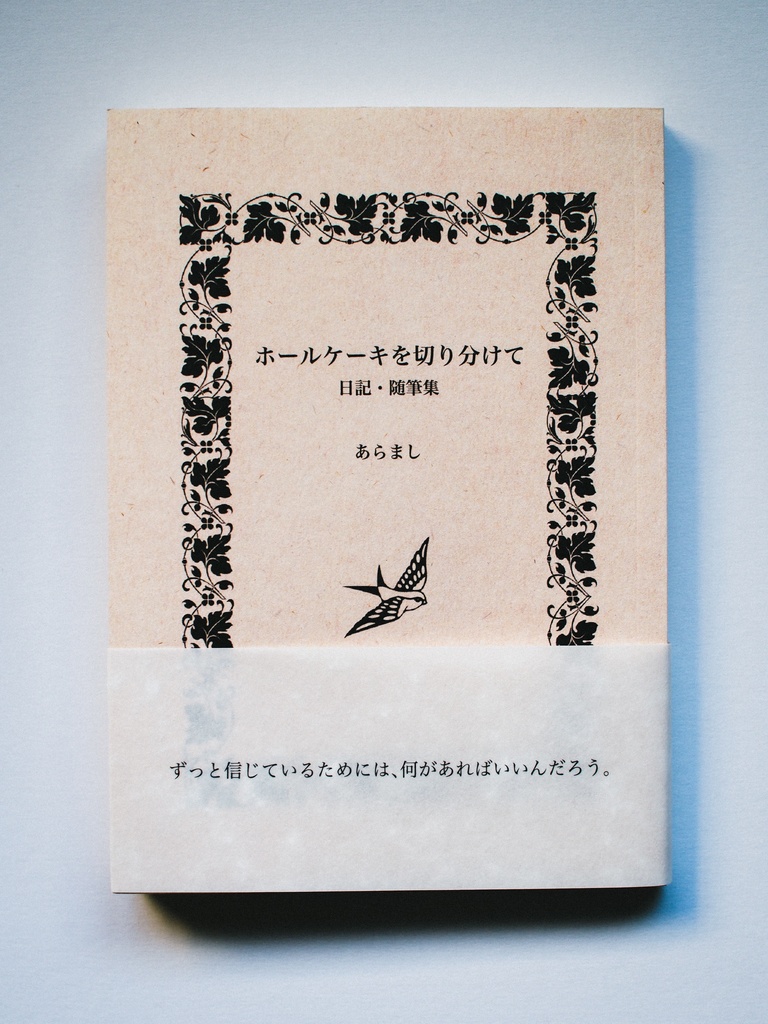 ホールケーキを切り分けて
日記・随筆集
あらまし
ずっと信じているためには、何があればいいんだろう。